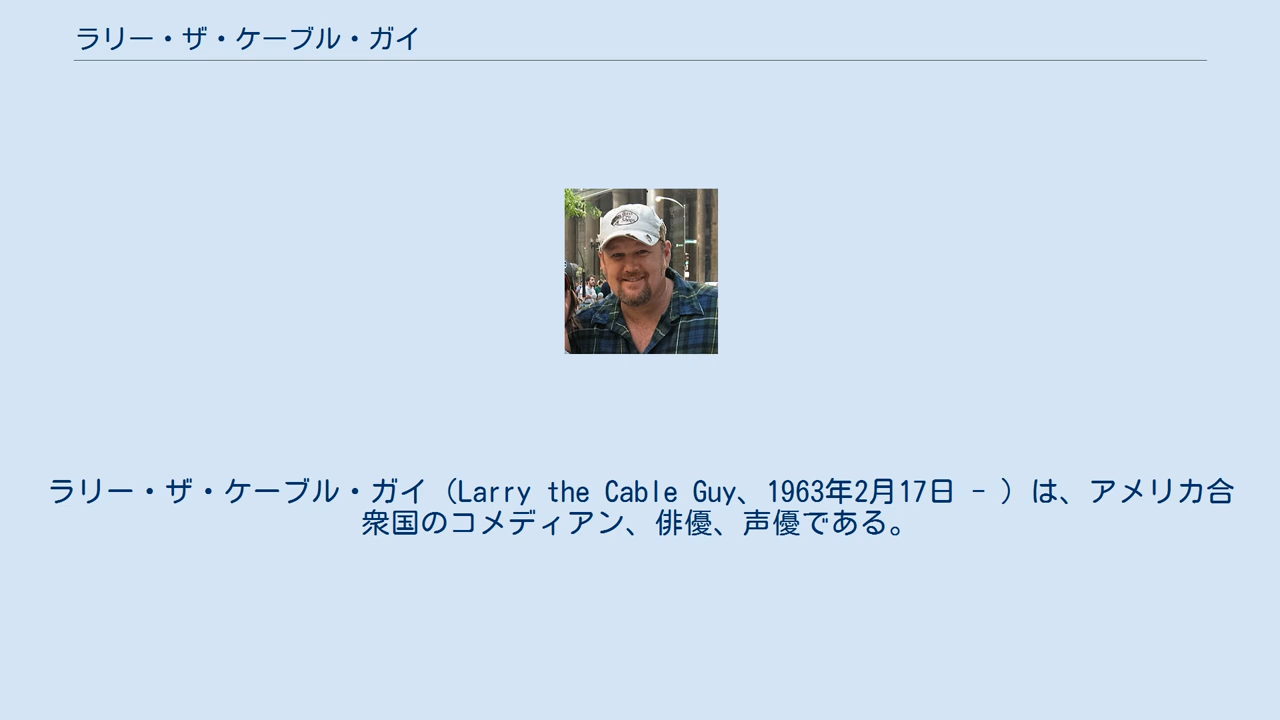 ラリー・ザ・ケーブル・ガイ
ラリー・ザ・ケーブル・ガイ（Larry the Cable Guy、1963年2月17日 - ）は、アメリカ合
衆国のコメディアン、俳優、声優である。